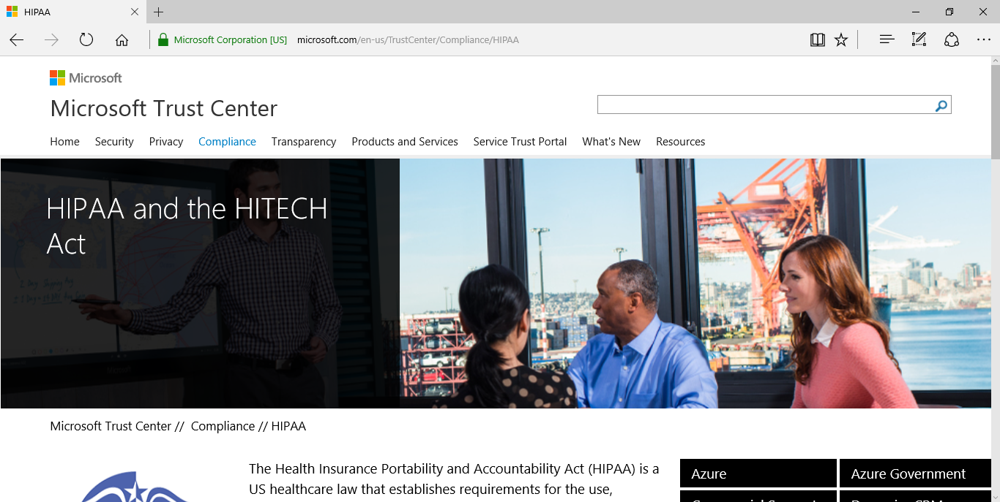 HIPAA
Microsoft Corporation [US] microsoft.com/en-us/TrustCenter/Compliance/HIPAA
Microsoft
Microsoft Trust Center
Home Security Privacy Compliance Transparency Products and Services Service Trust Portal What's New Resources
HIPAA and the HITECH
Act
Microsoft Trust Center // Compliance // HIPAA
The Health Insurance Portability and Accountability Act (HIPAA) is a
US healthcare law that establishes requirements for the use,
Azure
Azure Government